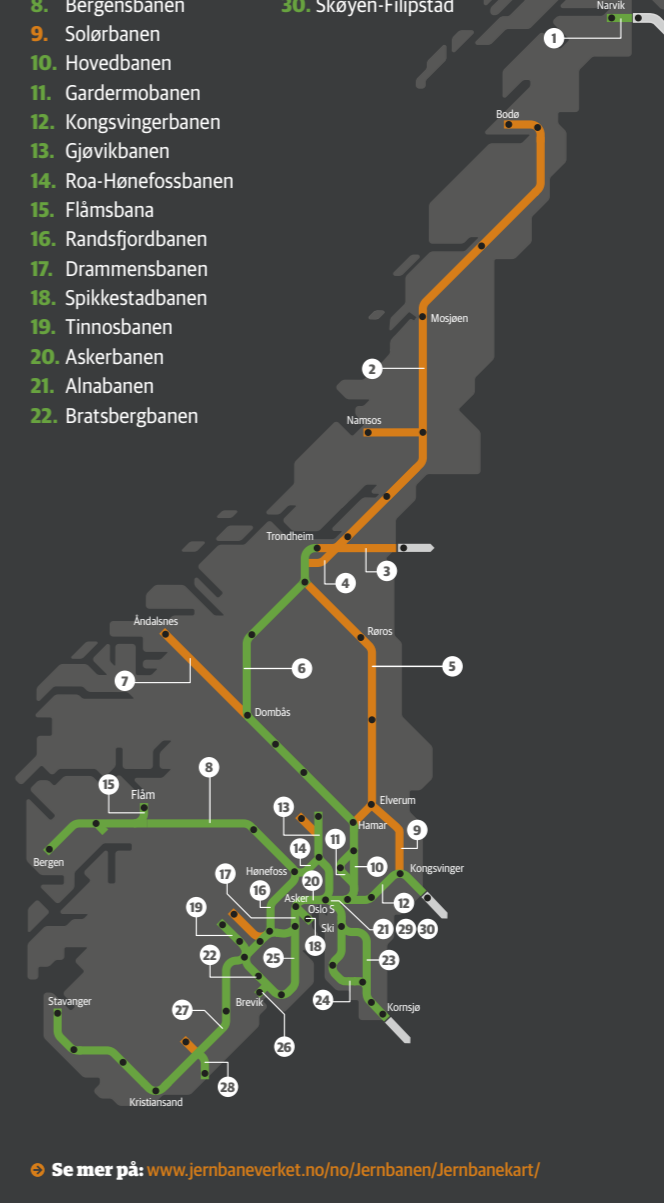 8. Bergensbanen
9. Solørbanen
10. Hovedbanen
11. Gardermobanen
12. Kongsvingerbanen
13. Gjøvikbanen
14. Roa-Hønefossbanen
15. Flåmsbana
16. Randsfjordbanen
17. Drammensbanen
18. Spikkestadbanen
19. Tinnosbanen
20. Askerbanen
21. Alnabanen
22. Bratsbergbanen
30. Skøyen-Filipstad
Narvik
1
Bodø
Mosjøen
2
Namsos
Trondheim
3
4
Åndalsnes
Røros
6
5
7
Dombås
8
15
Flåm
Elverum
13
Hamar
11
9
Bergen
14
10
Hønefoss
Kongsvinger
17
20
16
Asker
12
Oslo S
19
18
Ski
21 29 30
22
25
23
Stavanger
24
Brevik
Kornsjø
27
26
28
Kristiansand
Se mer på: www.jernbaneverket.no/no/Jernbanen/Jernbanekart/